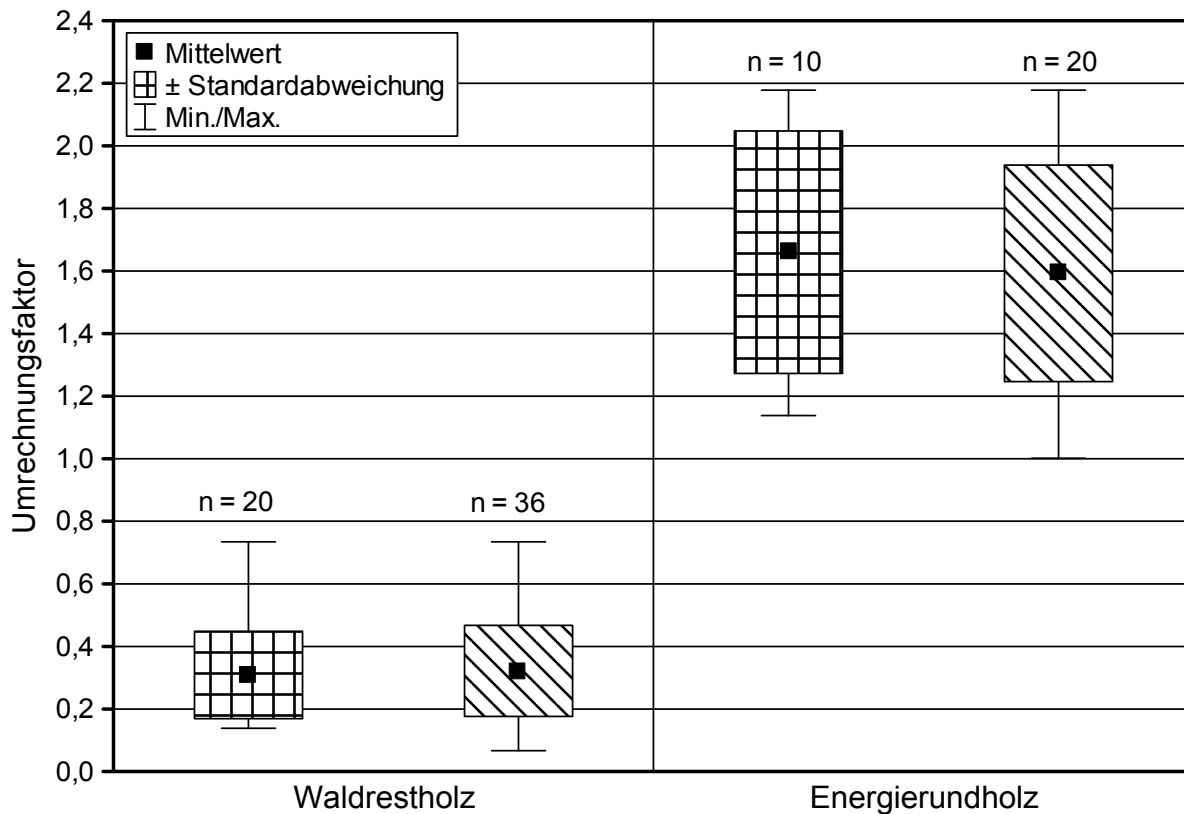 2,4
2,2
2,0
1,8
1,6
1,4
1,2
1,0
0,8
0,6
0,4
0,2
0,0
Umrechnungsfaktor
Mittelwert
± Standardabweichung
Min./Max.
n = 10
n = 20
n = 20
n = 36
Waldrestholz
Energierundholz